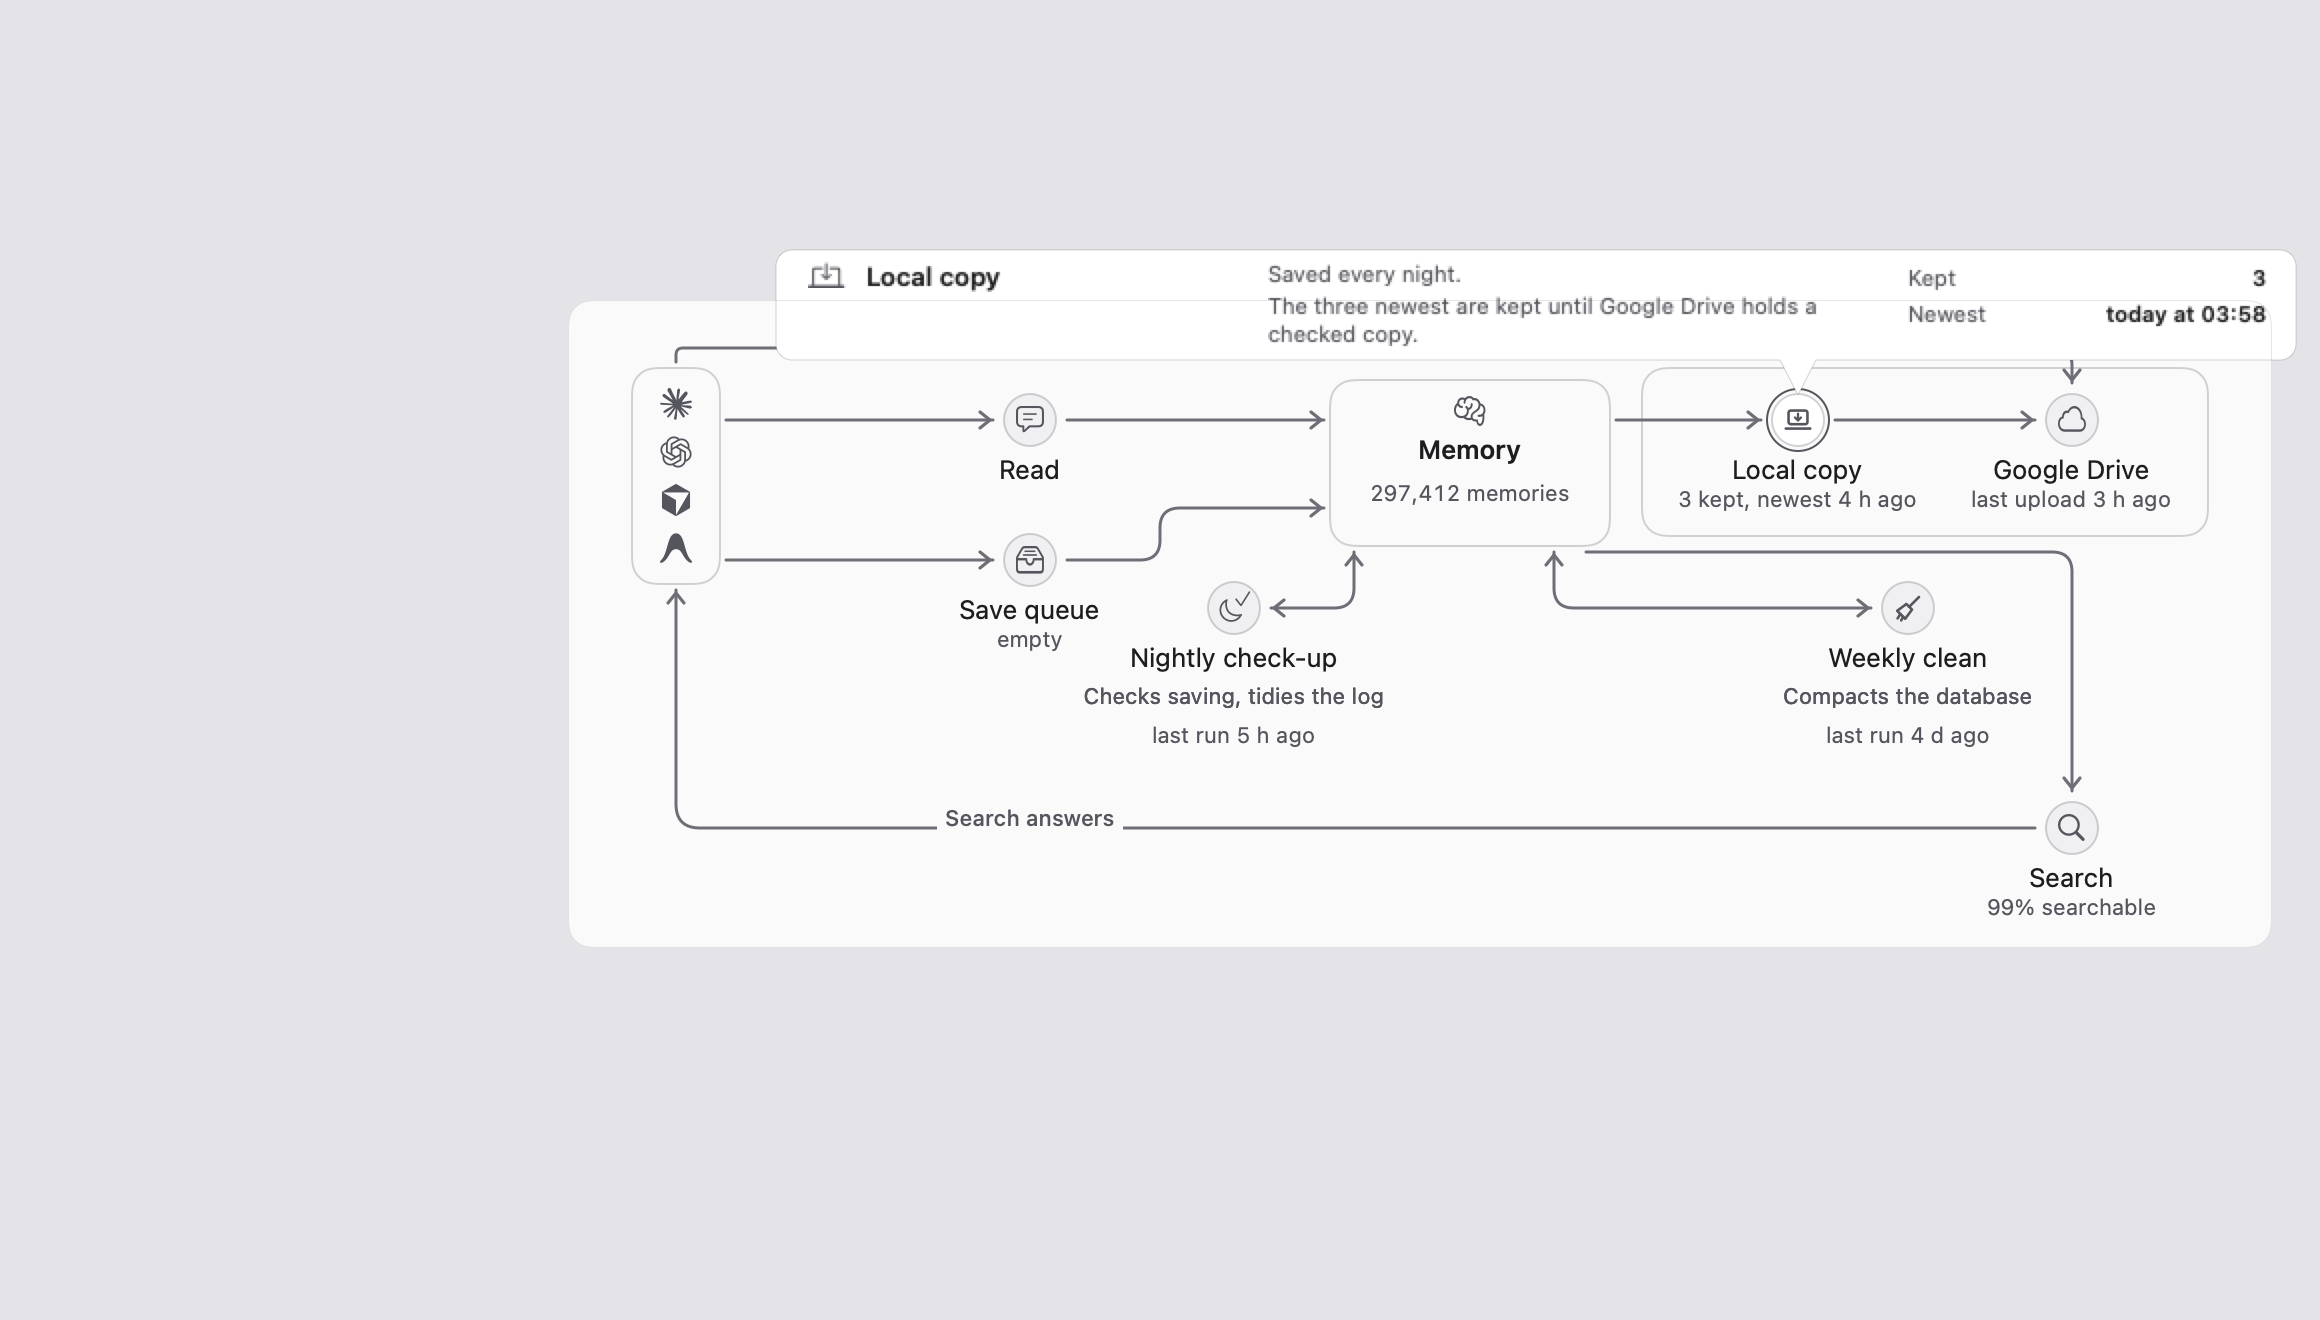 Local copy
Saved every night.
The three newest are kept until Google Drive holds a
checked copy.
Kept 3
Newest today at 03:58
Read
Memory
297,412 memories
Local copy
3 kept, newest 4 h ago
Google Drive
last upload 3 h ago
Save queue
empty
Nightly check-up
Checks saving, tidies the log
last run 5 h ago
Weekly clean
Compacts the database
last run 4 d ago
Search answers
Search
99% searchable